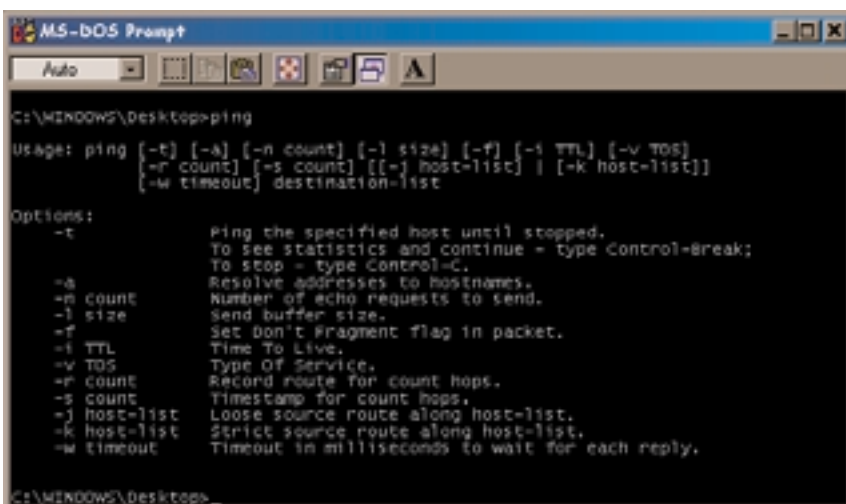 MS-DOS Prompt
Auto
A
C:\WINDOWS\Desktop>ping
Usage: ping [-t] [-a] [-n count] [-l size] [-f] [-i TTL] [-v TOS]
[-r count] [-s count] [[-j host-list] | [-k host-list]]
[-w timeout] destination-list
Options:
-t Ping the specified host until stopped.
To see statistics and continue - type Control-Break;
To stop - type Control-C.
-a Resolve addresses to hostnames.
-n count Number of echo requests to send.
-l size Send buffer size.
-f Set Don't Fragment flag in packet.
-i TTL Time To Live.
-v TOS Type Of Service.
-r count Record route for count hops.
-s count Timestamp for count hops.
-j host-list Loose source route along host-list.
-k host-list Strict source route along host-list.
-w timeout Timeout in milliseconds to wait for each reply.
C:\WINDOWS\Desktop>_